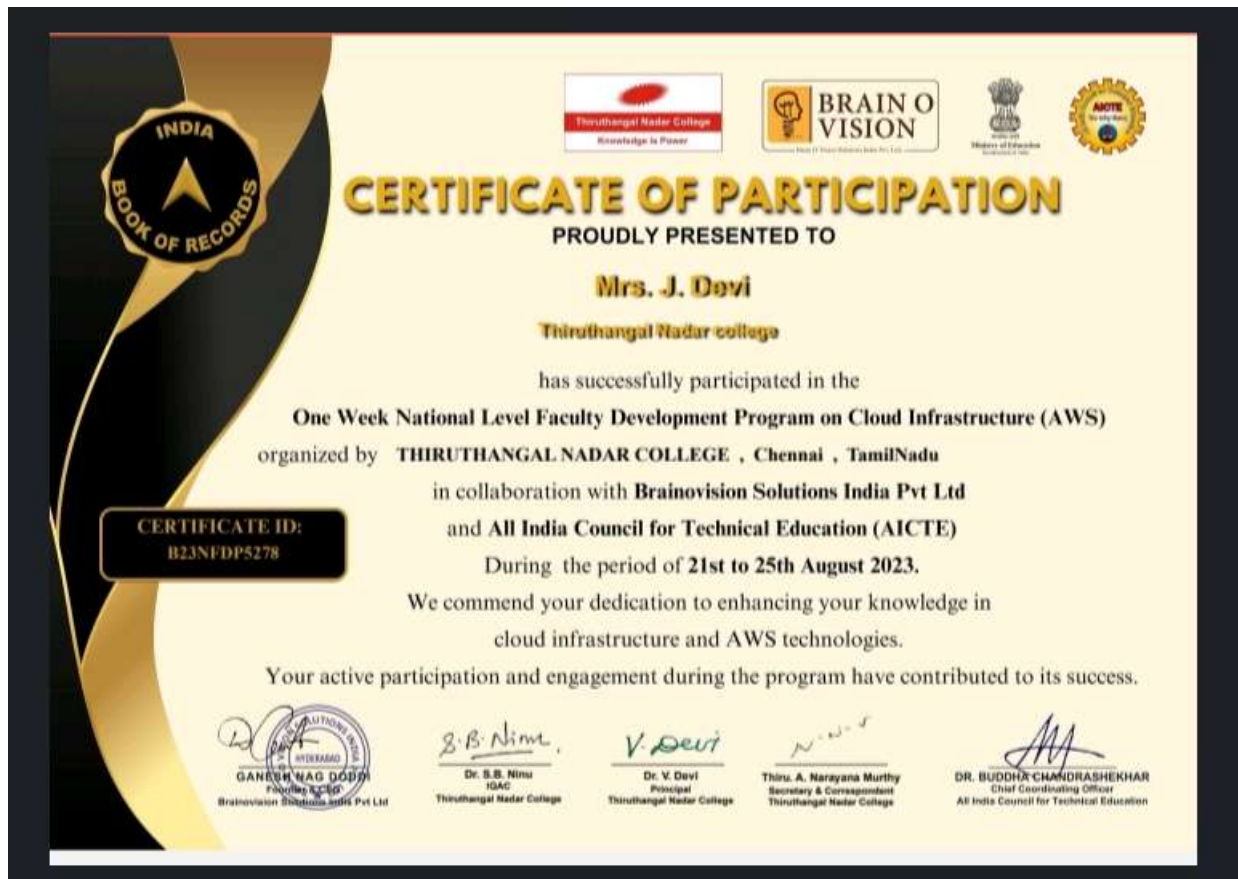 INDIA
BOOK OF RECORDS
Thiruthangal Nadar College
Knowledge is Power
BRAIN O
VISION
Ministry of Education
AICTE
CERTIFICATE OF PARTICIPATION
PROUDLY PRESENTED TO
Mrs. J. Devi
Thiruthangal Nadar college
has successfully participated in the
One Week National Level Faculty Development Program on Cloud Infrastructure (AWS)
organized by THIRUTHANGAL NADAR COLLEGE , Chennai , TamilNadu
in collaboration with Brainovision Solutions India Pvt Ltd
and All India Council for Technical Education (AICTE)
During the period of 21st to 25th August 2023.
We commend your dedication to enhancing your knowledge in
cloud infrastructure and AWS technologies.
Your active participation and engagement during the program have contributed to its success.
CERTIFICATE ID:
B23NFDP5278
S.B. Ninu
V. Devi
HYDERABAD
GANESH NAG DODDI
Founder & CEO
Brainovision Solutions India Pvt Ltd
Dr. S.B. Ninu
IQAC
Thiruthangal Nadar College
Dr. V. Devi
Principal
Thiruthangal Nadar College
Thiru. A. Narayana Murthy
Secretary & Correspondent
Thiruthangal Nadar College
DR. BUDDHA CHANDRASHEKHAR
Chief Coordinating Officer
All India Council for Technical Education